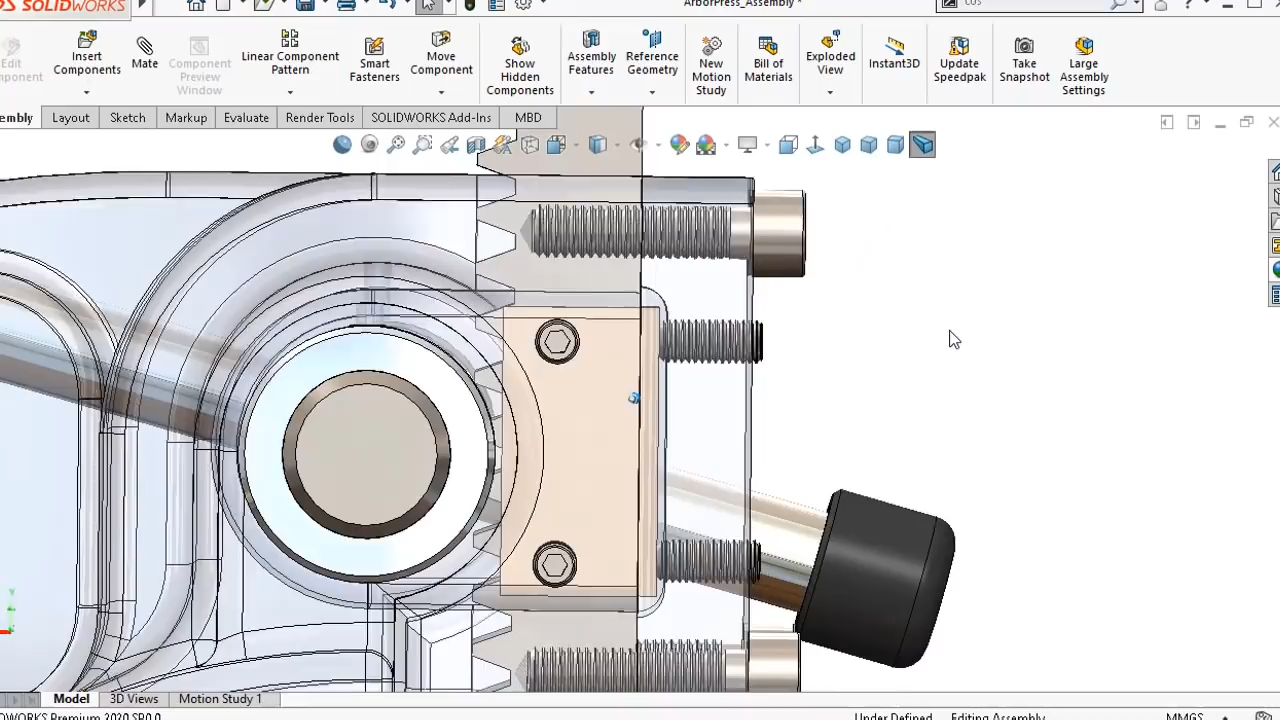 SOLIDWORKS
ArborPress_Assembly *
Edit Component
Insert Components
Mate
Component Preview Window
Linear Component Pattern
Smart Fasteners
Move Component
Show Hidden Components
Assembly Features
Reference Geometry
New Motion Study
Bill of Materials
Exploded View
Instant3D
Update Speedpak
Take Snapshot
Large Assembly Settings
embly
Layout
Sketch
Markup
Evaluate
Render Tools
SOLIDWORKS Add-Ins
MBD
Model
3D Views
Motion Study 1
WORKS Premium 2020 SP0.0
Under Defined
Editing Assembly
MMGS